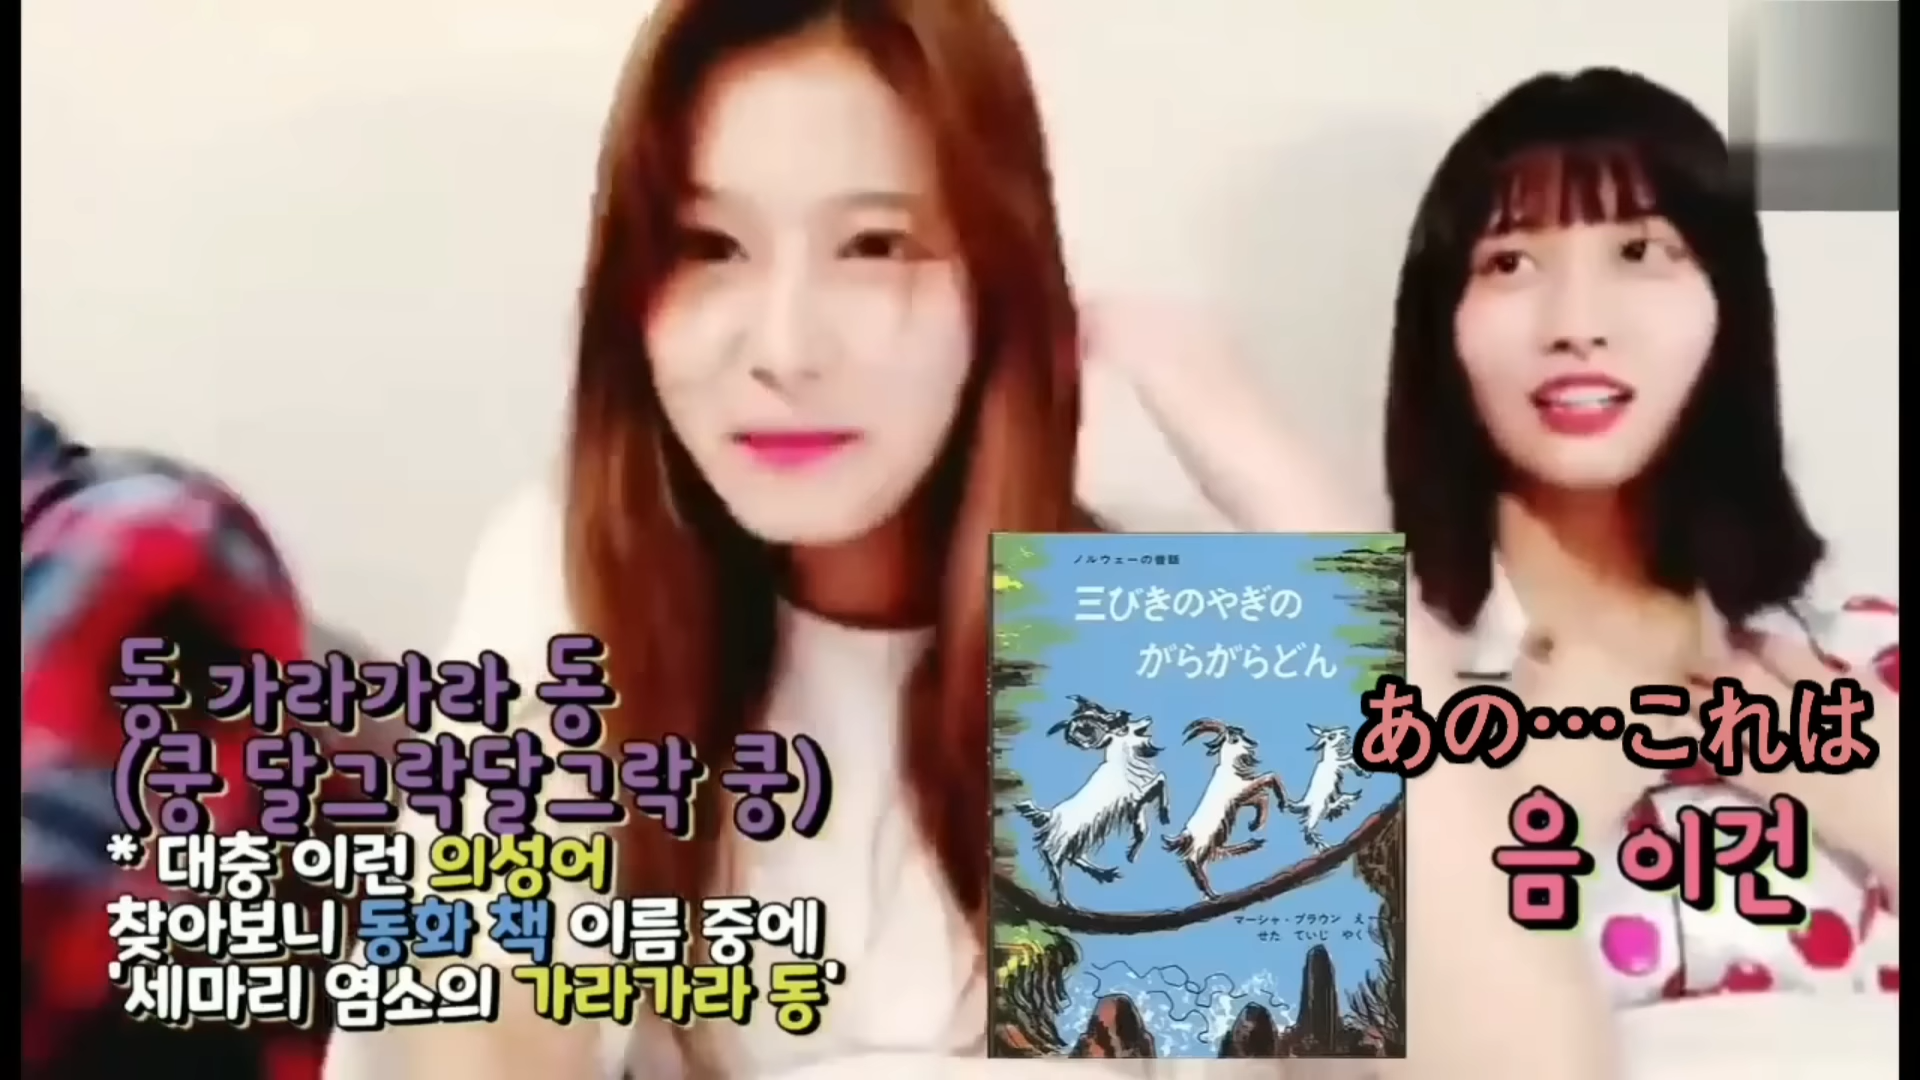 ノルウェーの昔話
三びきのやぎの
がらがらどん
マーシャ・ブラウン え
せた ていじ やく
동 가라가라 동
(쿵 달그락달그락 쿵)
* 대충 이런 의성어
찾아보니 동화 책 이름 중에
'세마리 염소의 가라가라 동'
あの…これは
음 이건